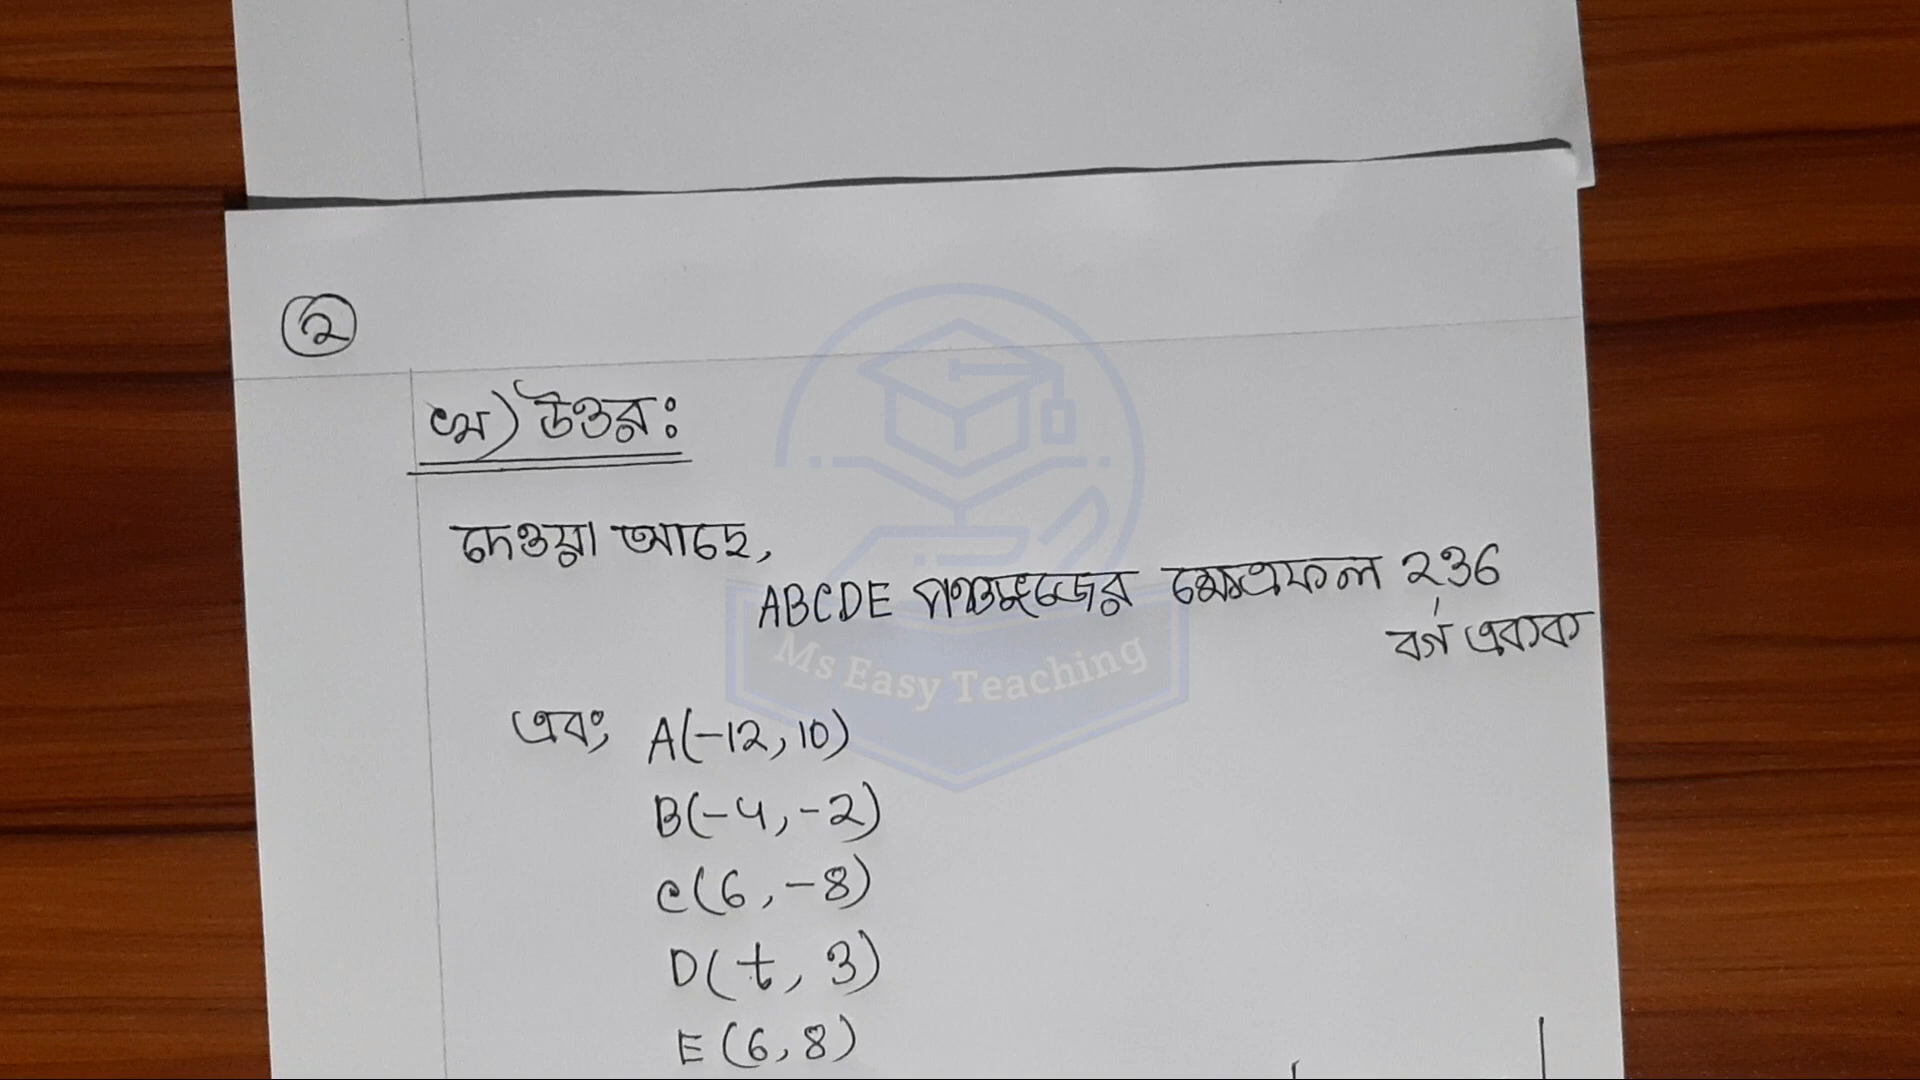 ২
খ) উত্তর:
দেওয়া আছে,
ABCDE পঞ্চভূজের ক্ষেত্রফল 236
বর্গ একক
এবং A(-12, 10)
B(-4, -2)
C(6, -8)
D(t, 3)
E(6, 8)
Ms Easy Teaching